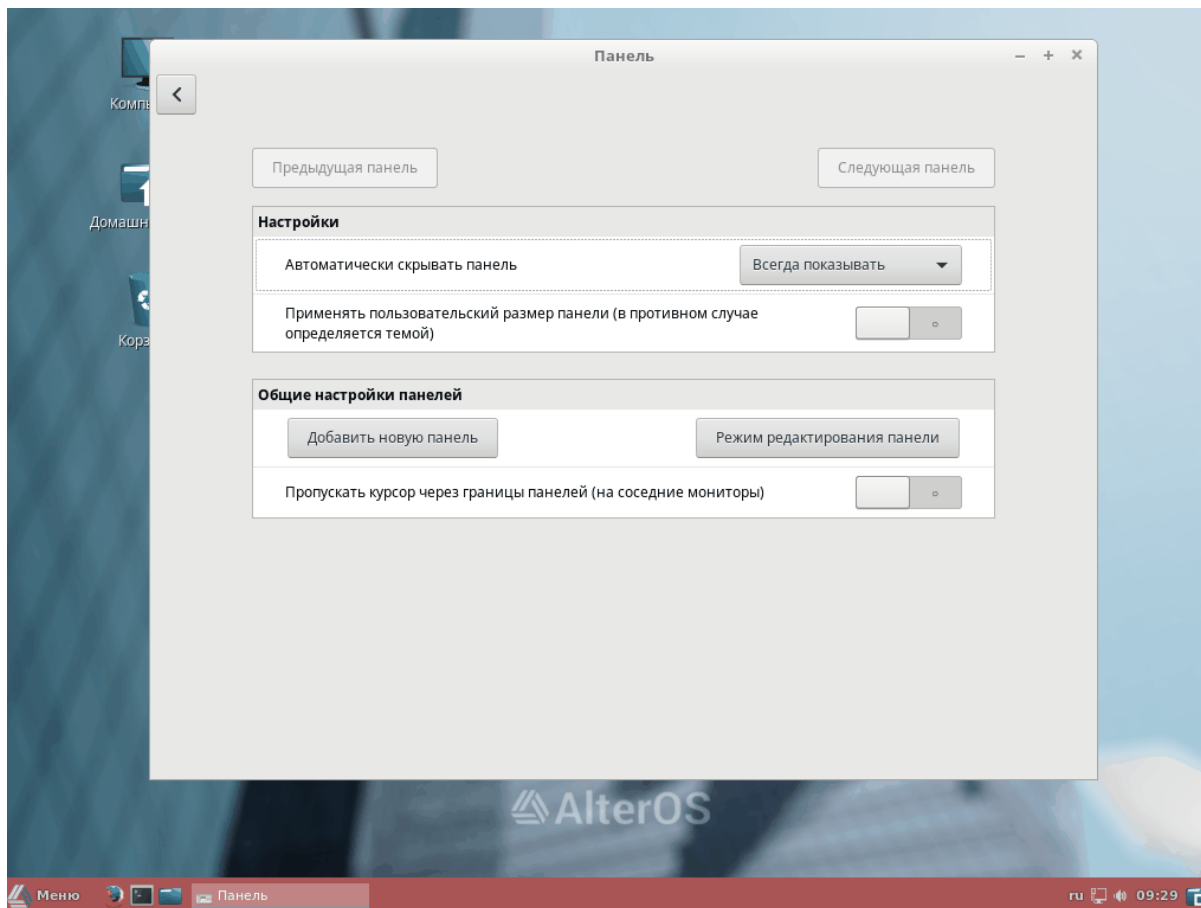 Панель
Предыдущая панель
Следующая панель
Настройки
Автоматически скрывать панель
Всегда показывать
Применять пользовательский размер панели (в противном случае
определяется темой)
Общие настройки панелей
Добавить новую панель
Режим редактирования панели
Пропускать курсор через границы панелей (на соседние мониторы)
AlterOS
Меню
Панель
ru
09:29